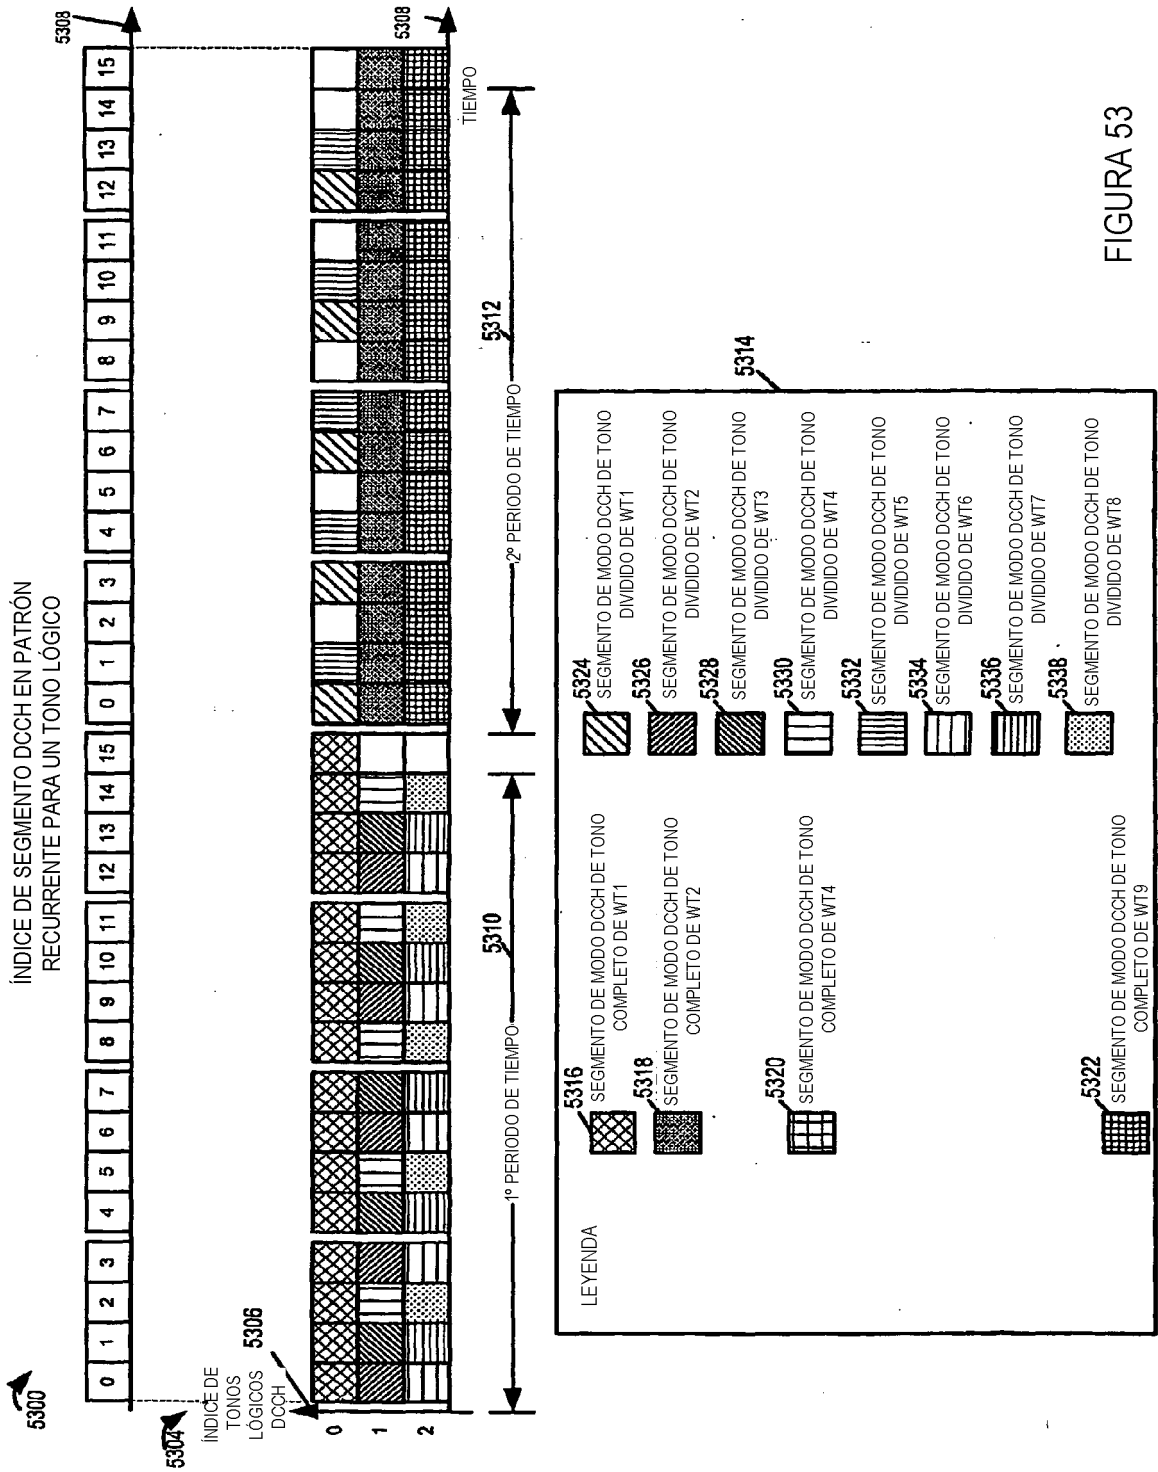 5300
ÍNDICE DE SEGMENTO DCCH EN PATRÓN
RECURRENTE PARA UN TONO LÓGICO
0 1 2 3 4 5 6 7 8 9 10 11 12 13 14 15 0 1 2 3 4 5 6 7 8 9 10 11 12 13 14 15
5308
5304
ÍNDICE DE
TONOS
LÓGICOS
DCCH
5306
0
1
2
5308
TIEMPO
1º PERIODO DE TIEMPO
5310
2º PERIODO DE TIEMPO
5312
5314
LEYENDA
5316
SEGMENTO DE MODO DCCH DE TONO
COMPLETO DE WT1
5318
SEGMENTO DE MODO DCCH DE TONO
COMPLETO DE WT2
5320
SEGMENTO DE MODO DCCH DE TONO
COMPLETO DE WT4
5322
SEGMENTO DE MODO DCCH DE TONO
COMPLETO DE WT9
5324
SEGMENTO DE MODO DCCH DE TONO
DIVIDIDO DE WT1
5326
SEGMENTO DE MODO DCCH DE TONO
DIVIDIDO DE WT2
5328
SEGMENTO DE MODO DCCH DE TONO
DIVIDIDO DE WT3
5330
SEGMENTO DE MODO DCCH DE TONO
DIVIDIDO DE WT4
5332
SEGMENTO DE MODO DCCH DE TONO
DIVIDIDO DE WT5
5334
SEGMENTO DE MODO DCCH DE TONO
DIVIDIDO DE WT6
5336
SEGMENTO DE MODO DCCH DE TONO
DIVIDIDO DE WT7
5338
SEGMENTO DE MODO DCCH DE TONO
DIVIDIDO DE WT8
FIGURA 53